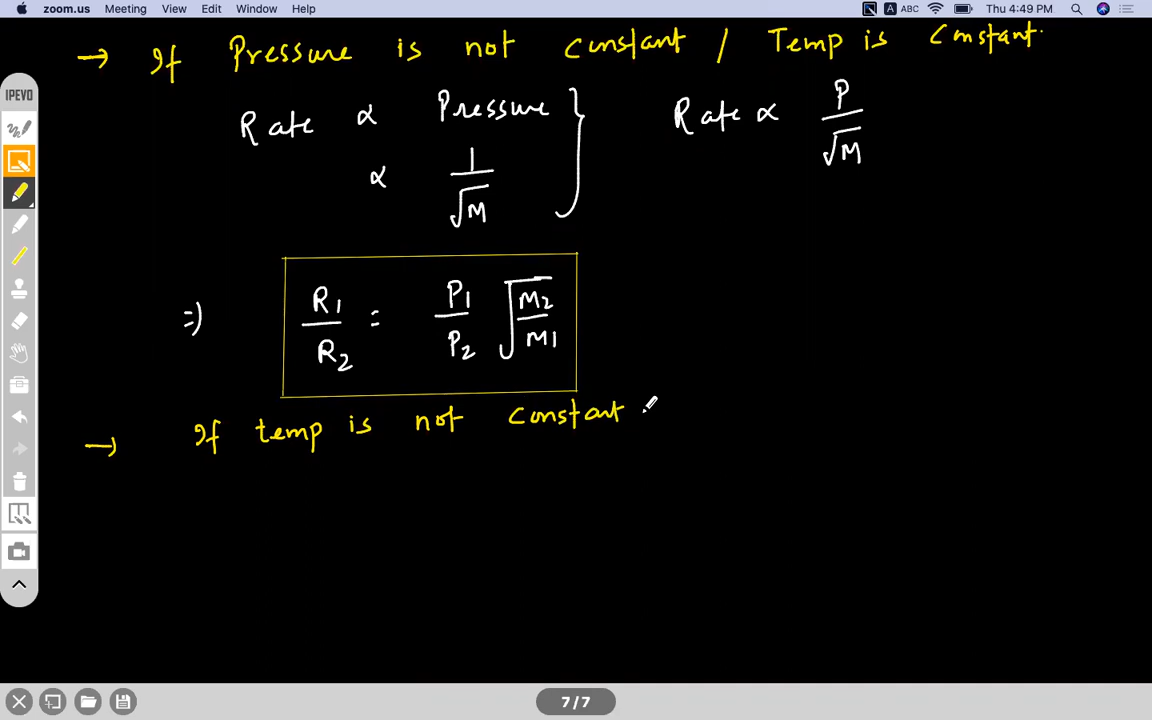 zoom.us Meeting View Edit Window Help A ABC Thu 4:49 PM
→ If Pressure is not Constant / Temp is Constant.
IPEVO
Rate ∝ Pressure } Rate ∝ P/√M
∝ 1/√M
=) R1/R2 = P1/P2 √M2/M1
→ If temp is not Constant
7/7